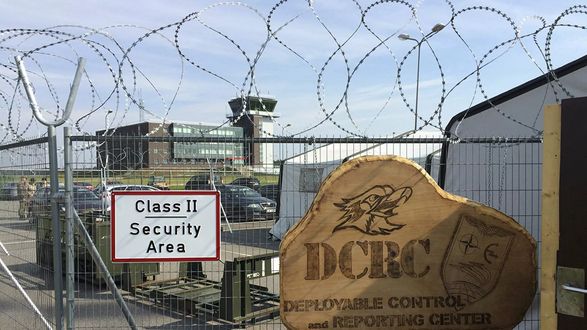 Class II
Security
Area
DCRC
DEPLOYABLE CONTROL
and REPORTING CENTER